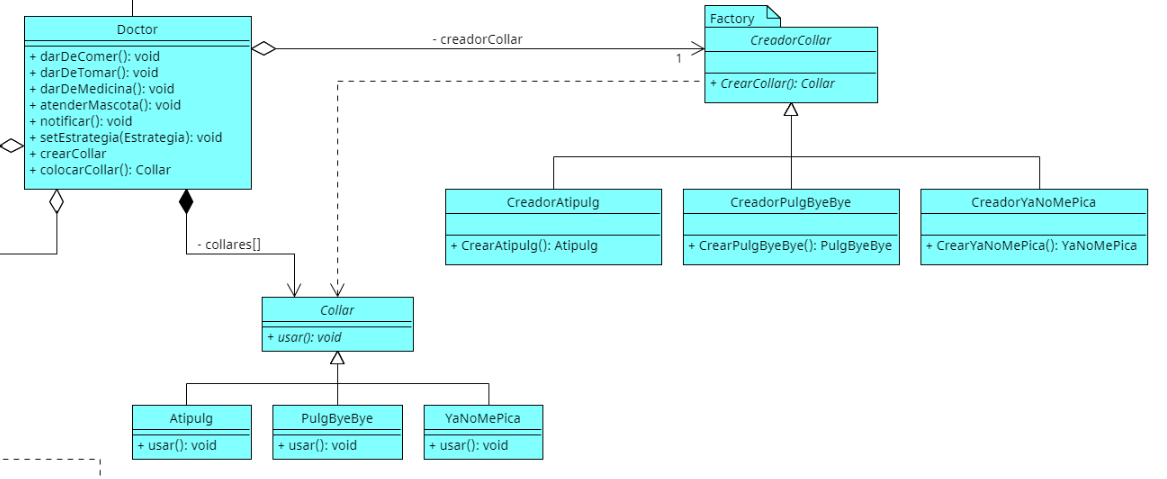 Doctor
+ darDeComer(): void
+ darDeTomar(): void
+ darDeMedicina(): void
+ atenderMascota(): void
+ notificar(): void
+ setEstrategia(Estrategia): void
+ crearCollar
+ colocarCollar(): Collar
- creadorCollar
1
Factory
CreadorCollar
+ CrearCollar(): Collar
CreadorAtipulg
+ CrearAtipulg(): Atipulg
CreadorPulgByeBye
+ CrearPulgByeBye(): PulgByeBye
CreadorYaNoMePica
+ CrearYaNoMePica(): YaNoMePica
- collares[]
Collar
+ usar(): void
Atipulg
+ usar(): void
PulgByeBye
+ usar(): void
YaNoMePica
+ usar(): void